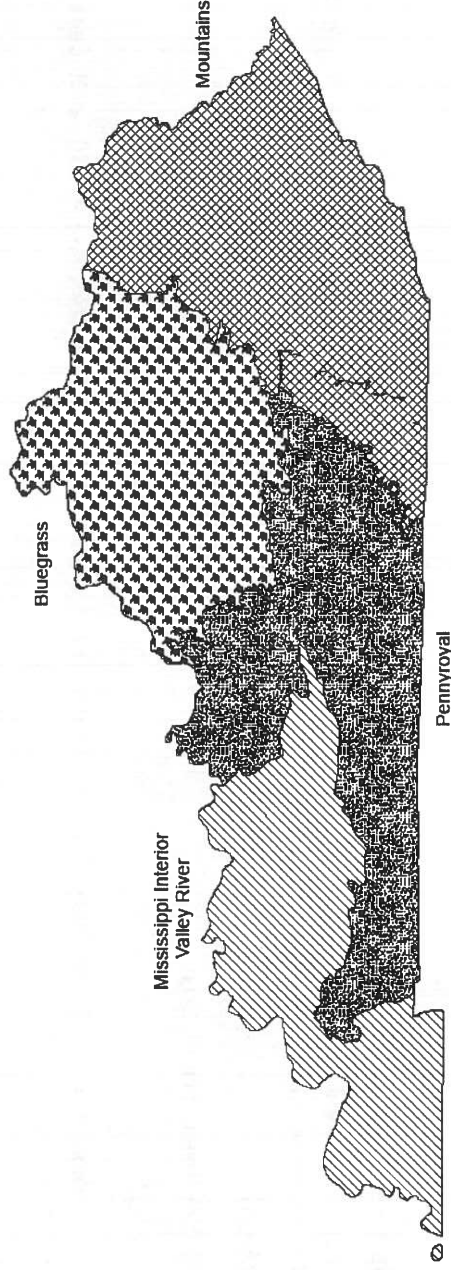 Bluegrass
Mountains
Mississippi Interior
Valley River
Pennyroyal